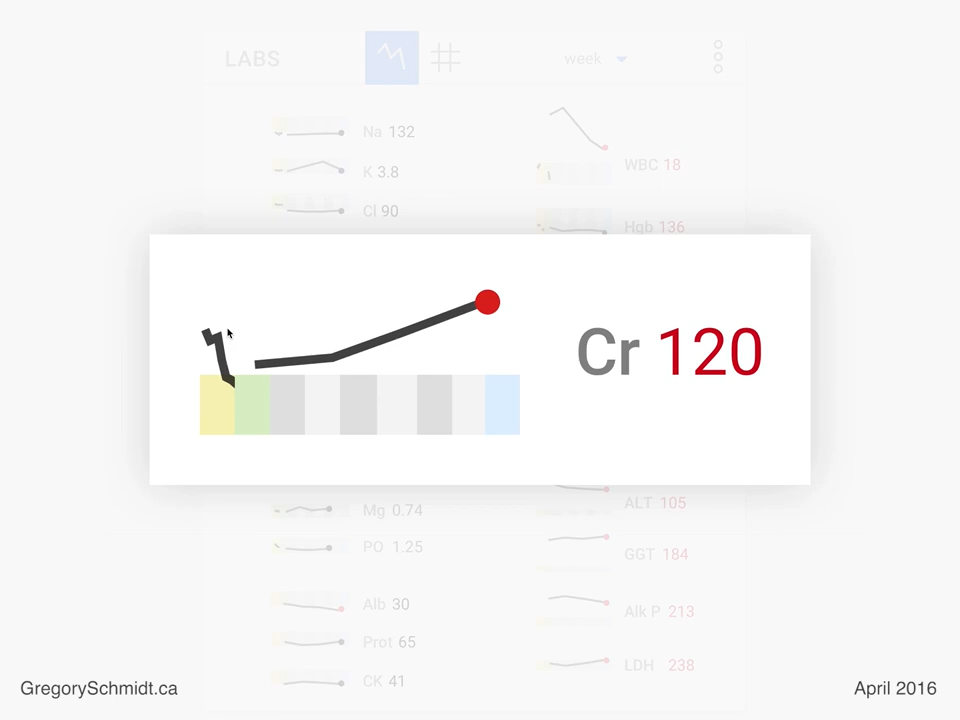 LABS
week
Na 132
K 3.8
Cl 90
WBC 18
Hgb 136
Cr 120
Mg 0.74
PO 1.25
Alb 30
Prot 65
CK 41
ALT 105
GGT 184
Alk P 213
LDH 238
GregorySchmidt.ca
April 2016